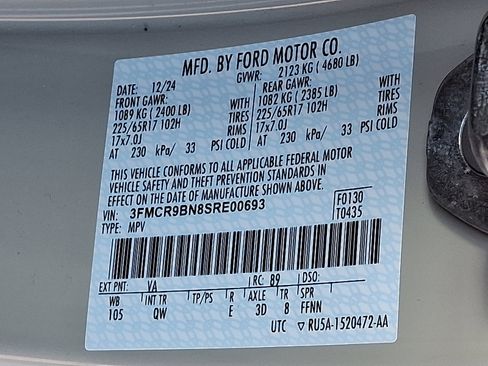 MFD. BY FORD MOTOR CO.
DATE: 12/24 GVWR: 2123 KG ( 4680 LB)
FRONT GAWR: REAR GAWR:
1089 KG ( 2400 LB) WITH 1082 KG ( 2385 LB) WITH
225/65R17 102H TIRES 225/65R17 102H TIRES
17x7.0J RIMS 17x7.0J RIMS
AT 230 kPa/ 33 PSI COLD AT 230 kPa/ 33 PSI COLD
THIS VEHICLE CONFORMS TO ALL APPLICABLE FEDERAL MOTOR
VEHICLE SAFETY AND THEFT PREVENTION STANDARDS IN
EFFECT ON THE DATE OF MANUFACTURE SHOWN ABOVE.
VIN: 3FMCR9BN8SRE00693 F0130
TYPE: MPV T0435
EXT PNT: VA RC: 89 DSO:
WB INT TR TP/PS R AXLE TR SPR
105 QW E 3D 8 FFNN
UTC ▽ RU5A-1520472-AA